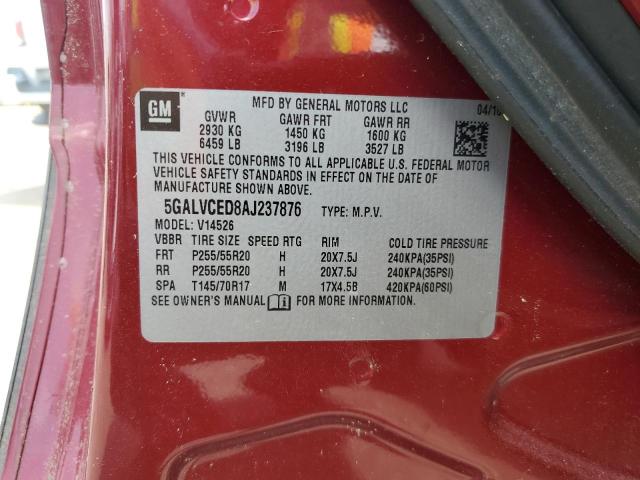 GM
MFD BY GENERAL MOTORS LLC 04/10
GVWR GAWR FRT GAWR RR
2930 KG 1450 KG 1600 KG
6459 LB 3196 LB 3527 LB
THIS VEHICLE CONFORMS TO ALL APPLICABLE U.S. FEDERAL MOTOR
VEHICLE SAFETY STANDARDS IN EFFECT ON THE DATE OF
MANUFACTURE SHOWN ABOVE.
5GALVCED8AJ237876 TYPE: M.P.V.
MODEL: V14526
VBBR TIRE SIZE SPEED RTG RIM COLD TIRE PRESSURE
FRT P255/55R20 H 20X7.5J 240KPA(35PSI)
RR P255/55R20 H 20X7.5J 240KPA(35PSI)
SPA T145/70R17 M 17X4.5B 420KPA(60PSI)
SEE OWNER'S MANUAL FOR MORE INFORMATION.